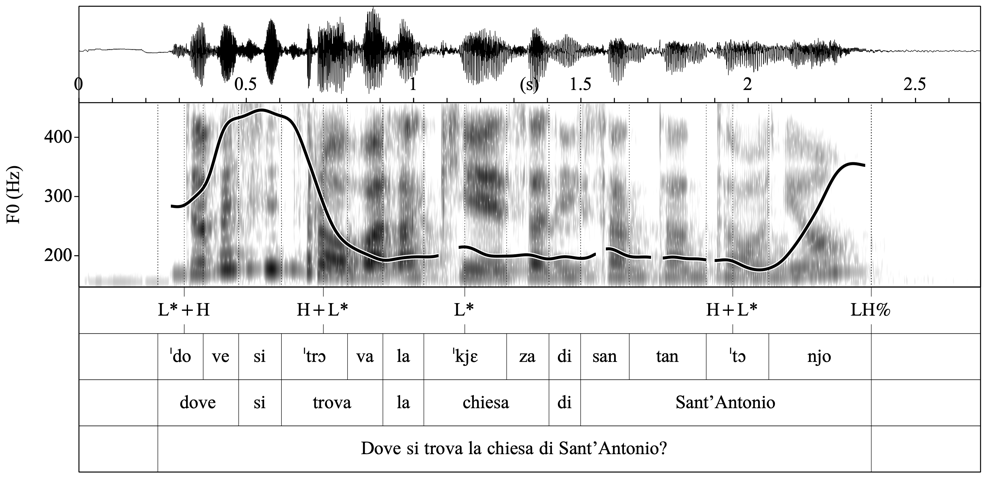 0 0.5 1 (s) 1.5 2 2.5
F0 (Hz)
400
300
200
L*+H H+L* L* H+L* LH%
ˈdo ve si ˈtrɔ va la ˈkjɛ za di san tan ˈtɔ njo
dove si trova la chiesa di Sant’Antonio
Dove si trova la chiesa di Sant’Antonio?